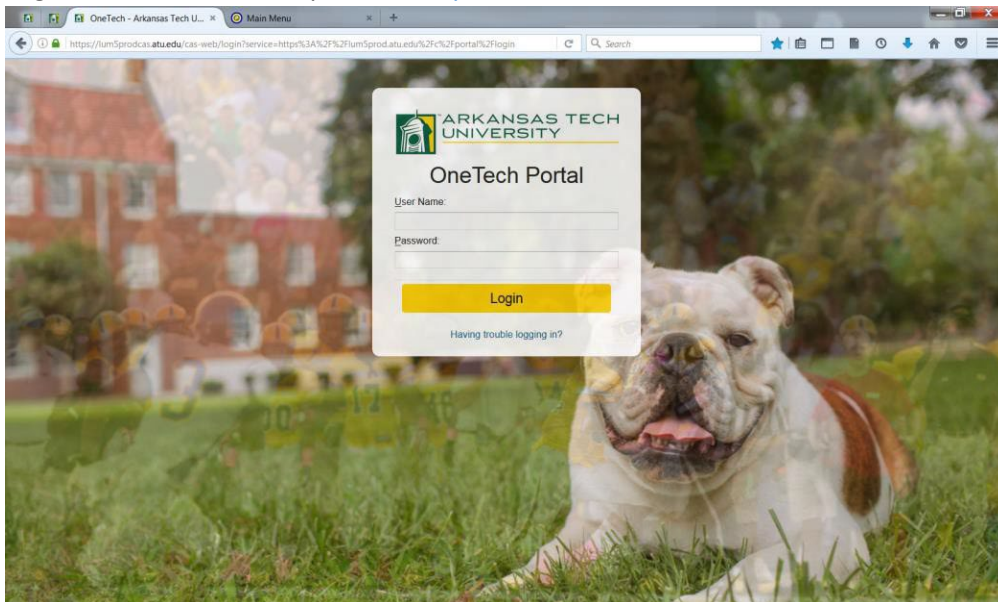 OneTech - Arkansas Tech U...
Main Menu
https://lum5prodcas.atu.edu/cas-web/login?service=https%3A%2F%2Flum5prod.atu.edu%2Fc%2Fportal%2Flogin
Search
ARKANSAS TECH
UNIVERSITY
OneTech Portal
User Name:
Password:
Login
Having trouble logging in?
17